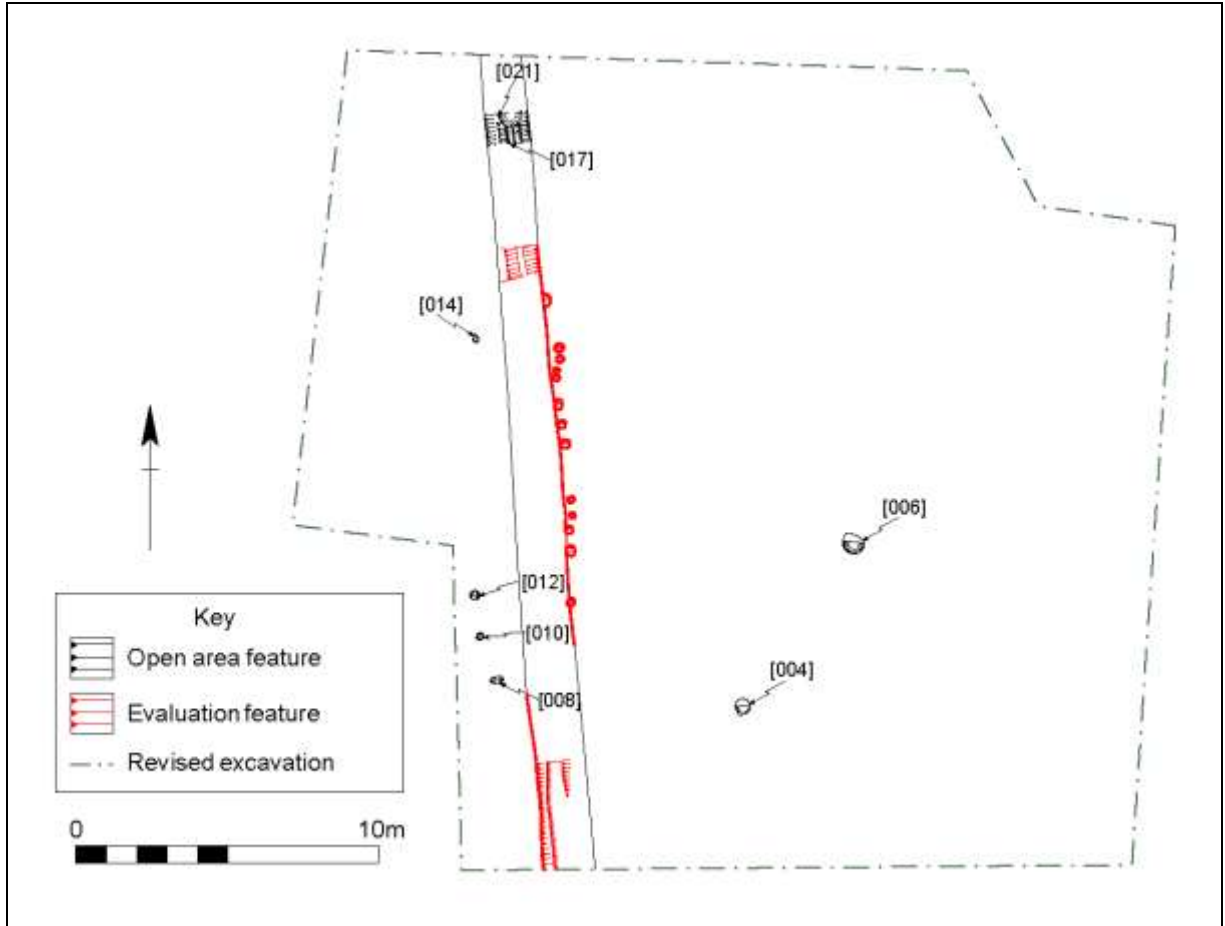 [021]
[017]
[014]
[006]
[012]
[010]
[008]
[004]
Key
Open area feature
Evaluation feature
Revised excavation
0 10m